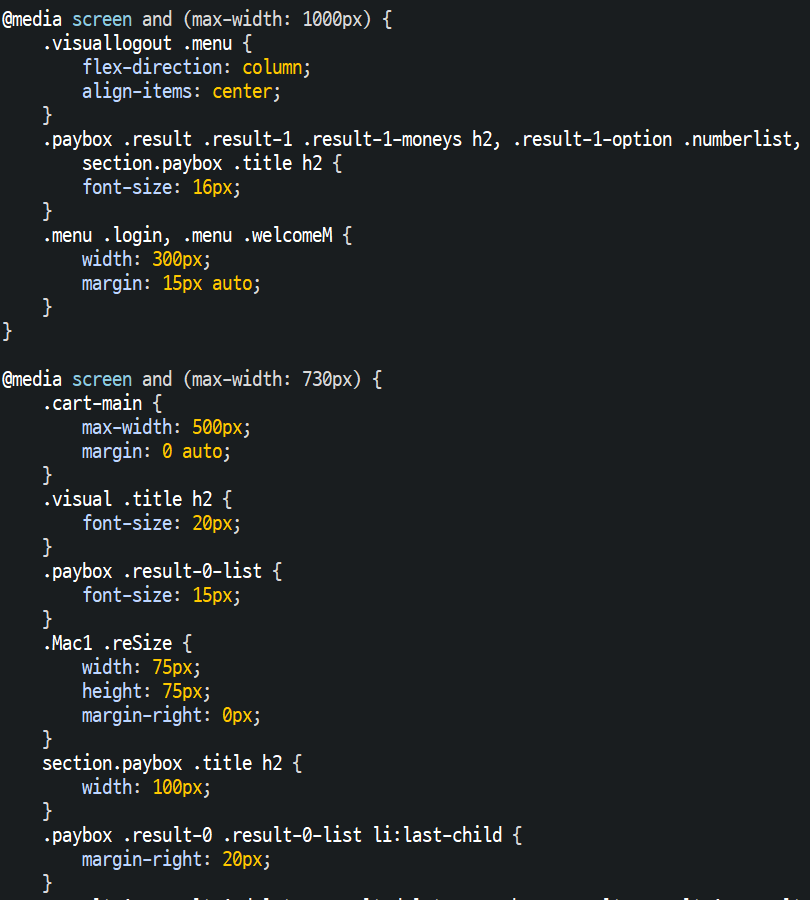 @media screen and (max-width: 1000px) {
    .visuallogout .menu {
        flex-direction: column;
        align-items: center;
    }
    .paybox .result .result-1 .result-1-moneys h2, .result-1-option .numberlist,
        section.paybox .title h2 {
        font-size: 16px;
    }
    .menu .login, .menu .welcomeM {
        width: 300px;
        margin: 15px auto;
    }
}

@media screen and (max-width: 730px) {
    .cart-main {
        max-width: 500px;
        margin: 0 auto;
    }
    .visual .title h2 {
        font-size: 20px;
    }
    .paybox .result-0-list {
        font-size: 15px;
    }
    .Mac1 .reSize {
        width: 75px;
        height: 75px;
        margin-right: 0px;
    }
    section.paybox .title h2 {
        width: 100px;
    }
    .paybox .result-0 .result-0-list li:last-child {
        margin-right: 20px;
    }